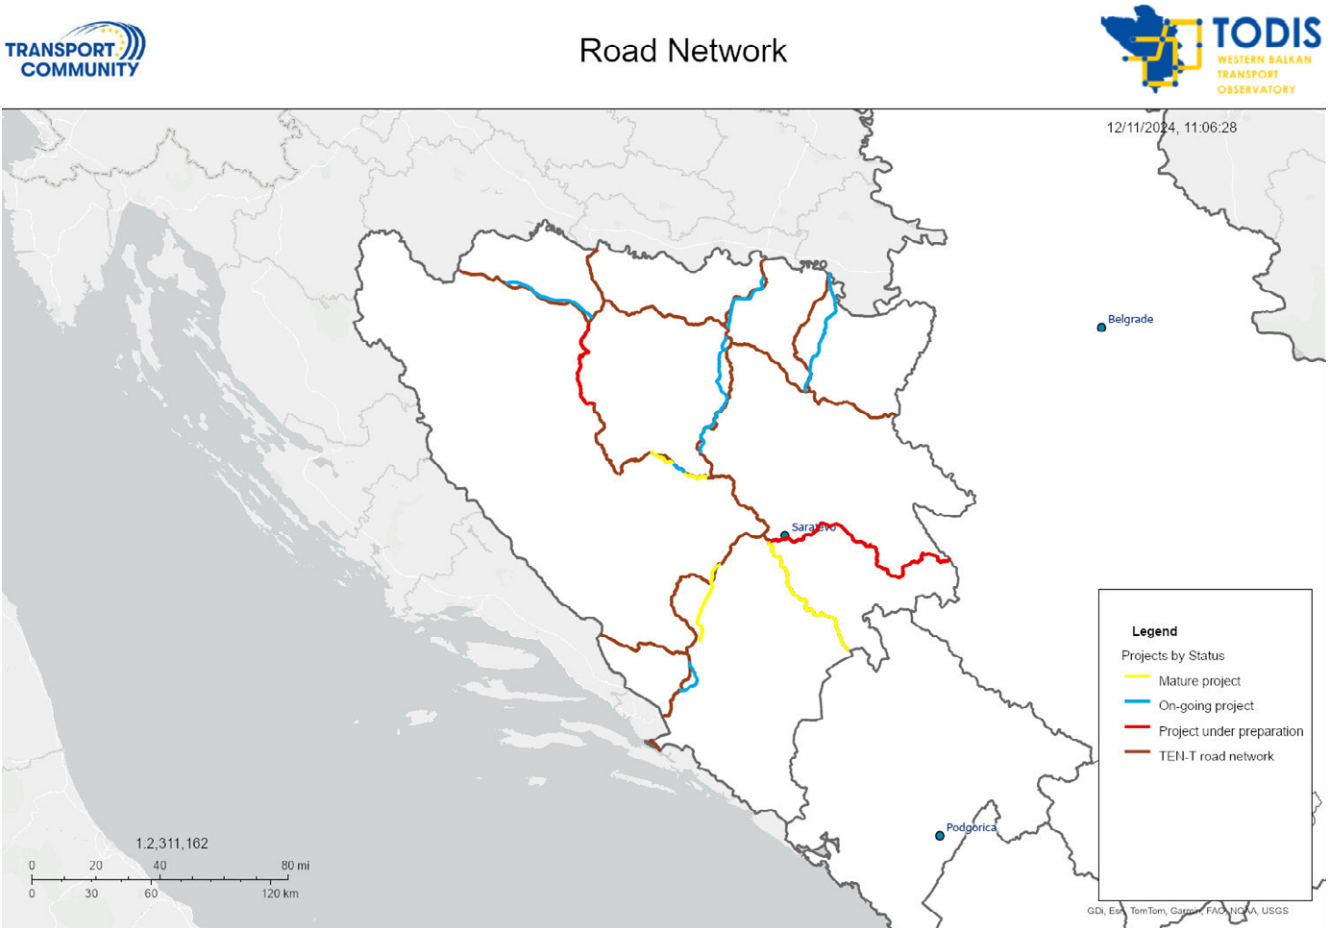 TRANSPORT
COMMUNITY
Road Network
TODIS
WESTERN BALKAN
TRANSPORT
OBSERVATORY
12/11/2024, 11:06:28
Belgrade
Sarajevo
Podgorica
Legend
Projects by Status
Mature project
On-going project
Project under preparation
TEN-T road network
1:2,311,162
0 20 40 80 mi
0 30 60 120 km
GDi, Esri, TomTom, Garmin, FAO, NOAA, USGS